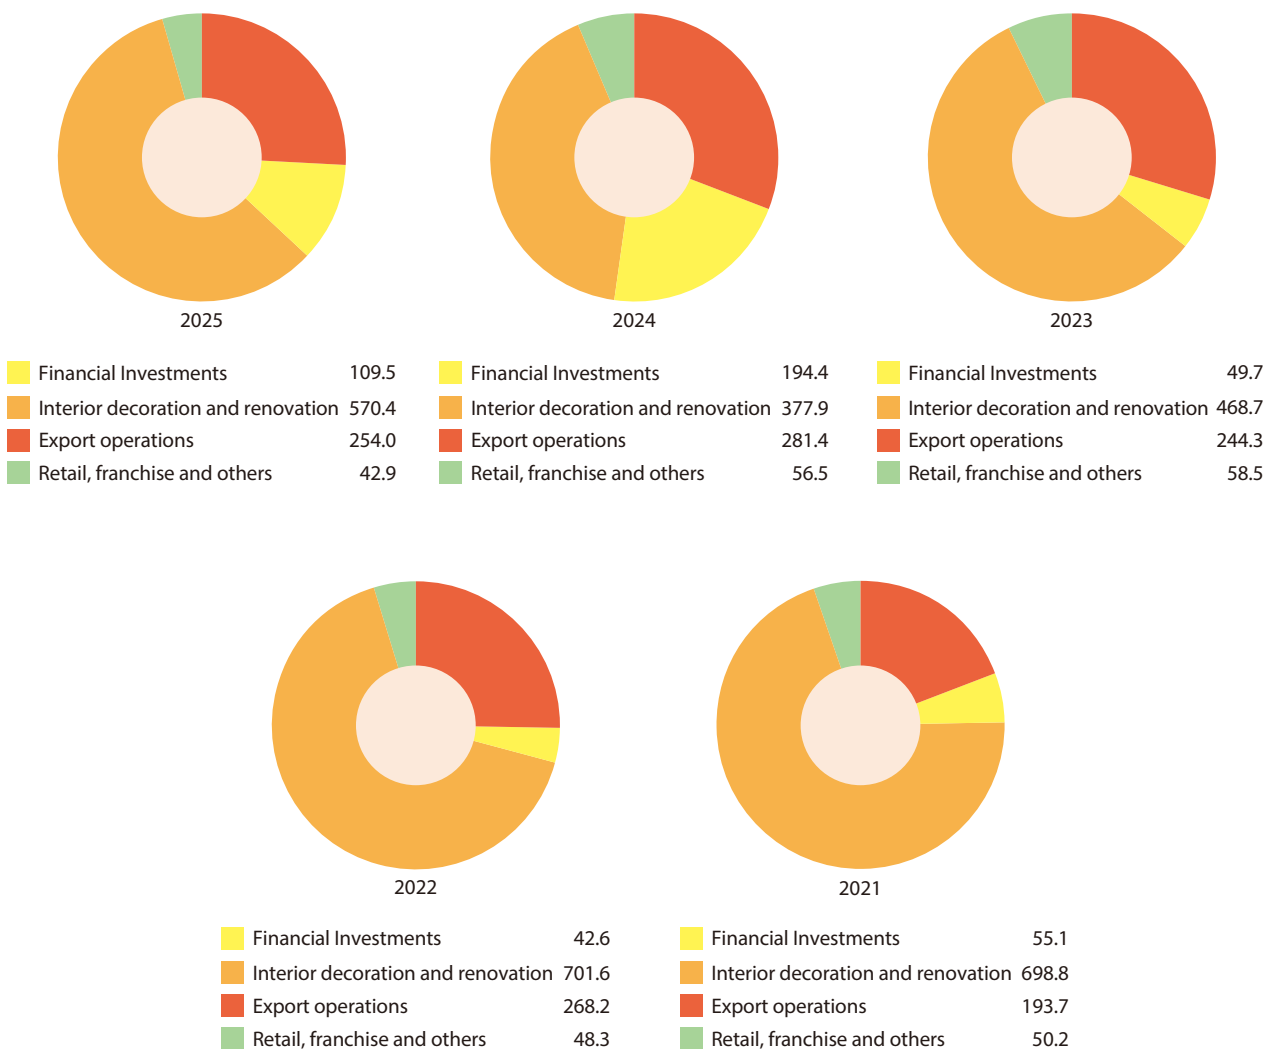 2025
Financial Investments 109.5
Interior decoration and renovation 570.4
Export operations 254.0
Retail, franchise and others 42.9
2024
Financial Investments 194.4
Interior decoration and renovation 377.9
Export operations 281.4
Retail, franchise and others 56.5
2023
Financial Investments 49.7
Interior decoration and renovation 468.7
Export operations 244.3
Retail, franchise and others 58.5
2022
Financial Investments 42.6
Interior decoration and renovation 701.6
Export operations 268.2
Retail, franchise and others 48.3
2021
Financial Investments 55.1
Interior decoration and renovation 698.8
Export operations 193.7
Retail, franchise and others 50.2